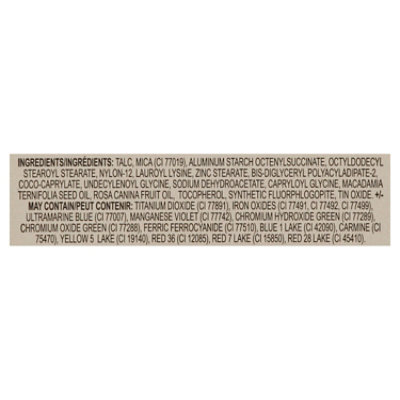 INGREDIENTS/INGRÉDIENTS: TALC, MICA (CI 77019), ALUMINUM STARCH OCTENYLSUCCINATE, OCTYLDODECYL
STEAROYL STEARATE, NYLON-12, LAUROYL LYSINE, ZINC STEARATE, BIS-DIGLYCERYL POLYACYLADIPATE-2,
COCO-CAPRYLATE, UNDECYLENOYL GLYCINE, SODIUM DEHYDROACETATE, CAPRYLOYL GLYCINE, MACADAMIA
TERNIFOLIA SEED OIL, ROSA CANINA FRUIT OIL, TOCOPHEROL, SYNTHETIC FLUORPHLOGOPITE, TIN OXIDE. +/-
MAY CONTAIN/PEUT CONTENIR: TITANIUM DIOXIDE (CI 77891), IRON OXIDES (CI 77491, CI 77492, CI 77499),
ULTRAMARINE BLUE (CI 77007), MANGANESE VIOLET (CI 77742), CHROMIUM HYDROXIDE GREEN (CI 77289),
CHROMIUM OXIDE GREEN (CI 77288), FERRIC FERROCYANIDE (CI 77510), BLUE 1 LAKE (CI 42090), CARMINE (CI
75470), YELLOW 5 LAKE (CI 19140), RED 36 (CI 12085), RED 7 LAKE (CI 15850), RED 28 LAKE (CI 45410).